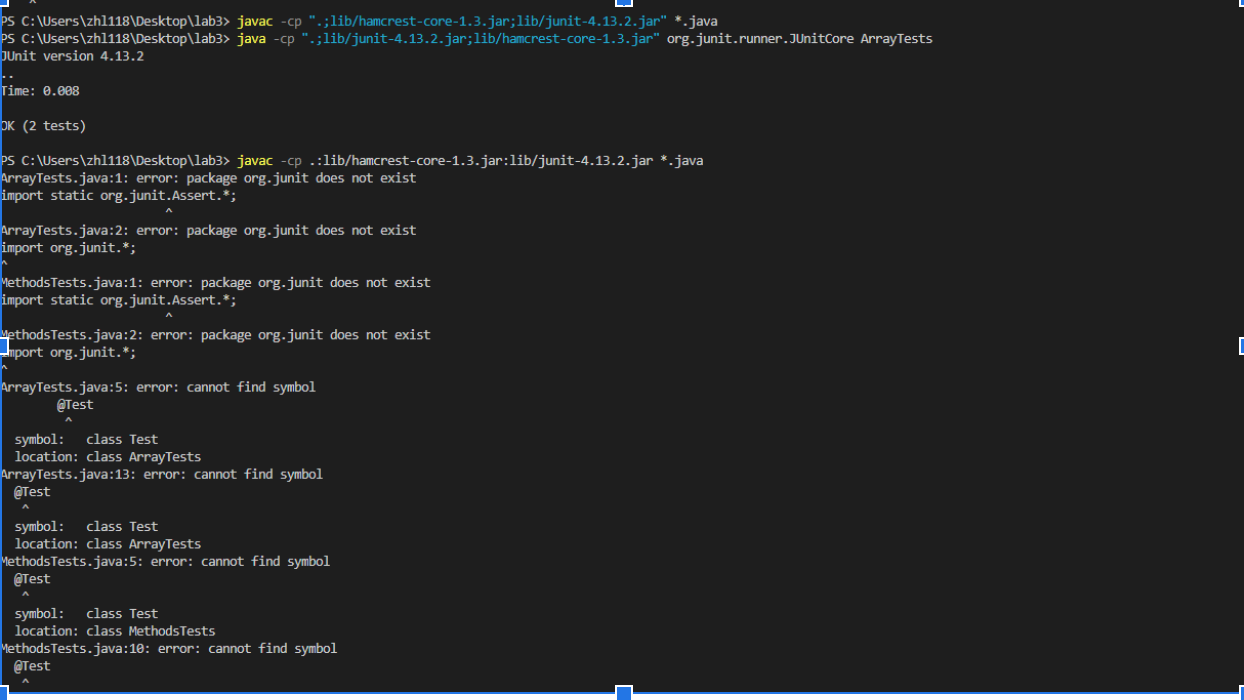 PS C:\Users\zhl118\Desktop\lab3> javac -cp ".;lib/hamcrest-core-1.3.jar;lib/junit-4.13.2.jar" *.java
PS C:\Users\zhl118\Desktop\lab3> java -cp ".;lib/junit-4.13.2.jar;lib/hamcrest-core-1.3.jar" org.junit.runner.JUnitCore ArrayTests
JUnit version 4.13.2
..
Time: 0.008
OK (2 tests)
PS C:\Users\zhl118\Desktop\lab3> javac -cp .:lib/hamcrest-core-1.3.jar:lib/junit-4.13.2.jar *.java
ArrayTests.java:1: error: package org.junit does not exist
import static org.junit.Assert.*;
^
ArrayTests.java:2: error: package org.junit does not exist
import org.junit.*;
^
MethodsTests.java:1: error: package org.junit does not exist
import static org.junit.Assert.*;
^
MethodsTests.java:2: error: package org.junit does not exist
import org.junit.*;
^
ArrayTests.java:5: error: cannot find symbol
@Test
^
symbol:   class Test
location: class ArrayTests
ArrayTests.java:13: error: cannot find symbol
@Test
^
symbol:   class Test
location: class ArrayTests
MethodsTests.java:5: error: cannot find symbol
@Test
^
symbol:   class Test
location: class MethodsTests
MethodsTests.java:10: error: cannot find symbol
@Test
^